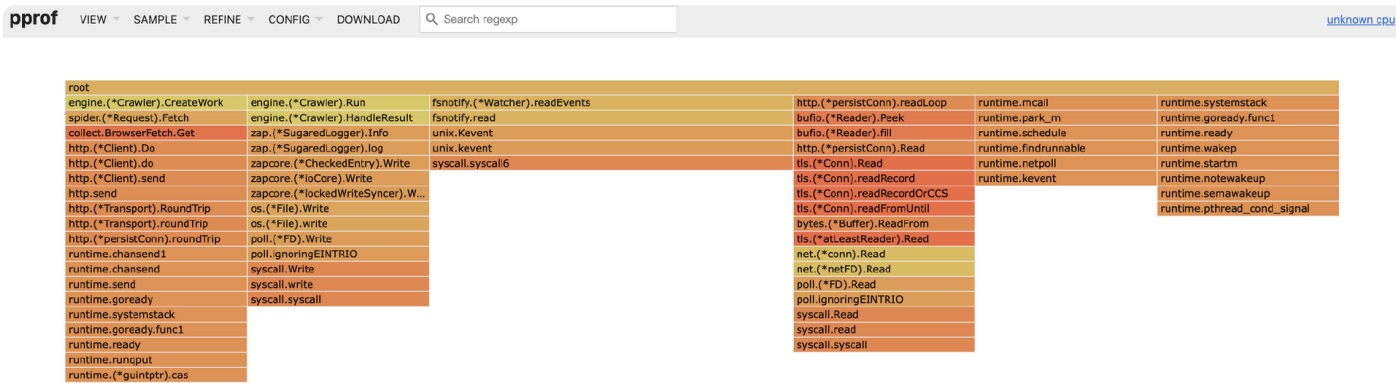 pprof VIEW SAMPLE REFINE CONFIG DOWNLOAD Search regexp unknown cpu
root
engine.(*Crawler).CreateWork engine.(*Crawler).Run fsnotify.(*Watcher).readEvents http.(*persistConn).readLoop runtime.mcall runtime.systemstack
spider.(*Request).Fetch engine.(*Crawler).HandleResult fsnotify.read bufio.(*Reader).Peek runtime.park_m runtime.goready.func1
collect.BrowserFetch.Get zap.(*SugaredLogger).Info unix.Kevent bufio.(*Reader).fill runtime.schedule runtime.ready
http.(*Client).Do zap.(*SugaredLogger).log unix.kevent http.(*persistConn).Read runtime.findrunnable runtime.wakep
http.(*Client).do zapcore.(*CheckedEntry).Write syscall.syscall6 tls.(*Conn).Read runtime.netpoll runtime.startm
http.(*Client).send zapcore.(*ioCore).Write tls.(*Conn).readRecord runtime.kevent runtime.notewakeup
http.send zapcore.(*lockedWriteSyncer).W... tls.(*Conn).readRecordOrCCS runtime.semawakeup
http.(*Transport).RoundTrip os.(*File).Write tls.(*Conn).readFromUntil runtime.pthread_cond_signal
http.(*Transport).roundTrip os.(*File).write bytes.(*Buffer).ReadFrom
http.(*persistConn).roundTrip poll.(*FD).Write tls.(*atLeastReader).Read
runtime.chansend1 poll.ignoringEINTRIO net.(*conn).Read
runtime.chansend syscall.Write net.(*netFD).Read
runtime.send syscall.write poll.(*FD).Read
runtime.goready syscall.syscall poll.ignoringEINTRIO
runtime.systemstack syscall.Read
runtime.goready.func1 syscall.read
runtime.ready syscall.syscall
runtime.runqput
runtime.(*guintptr).cas